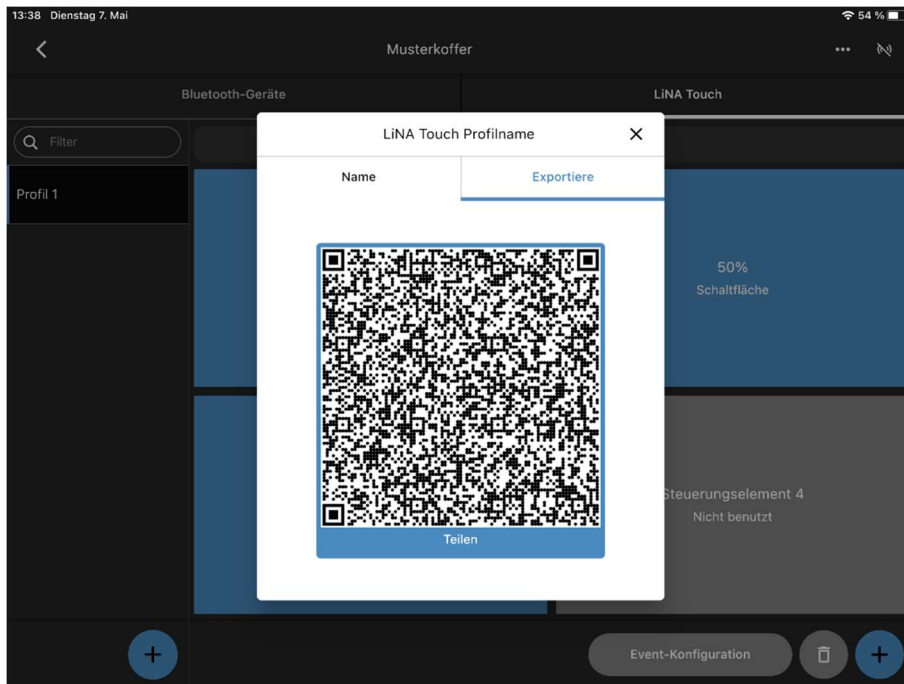 13:38 Dienstag 7. Mai
54 %
Musterkoffer
Bluetooth-Geräte
LiNA Touch
Filter
Profil 1
LiNA Touch Profilname
Name
Exportiere
50%
Schaltfläche
Teilen
Steuerungselement 4
Nicht benutzt
Event-Konfiguration